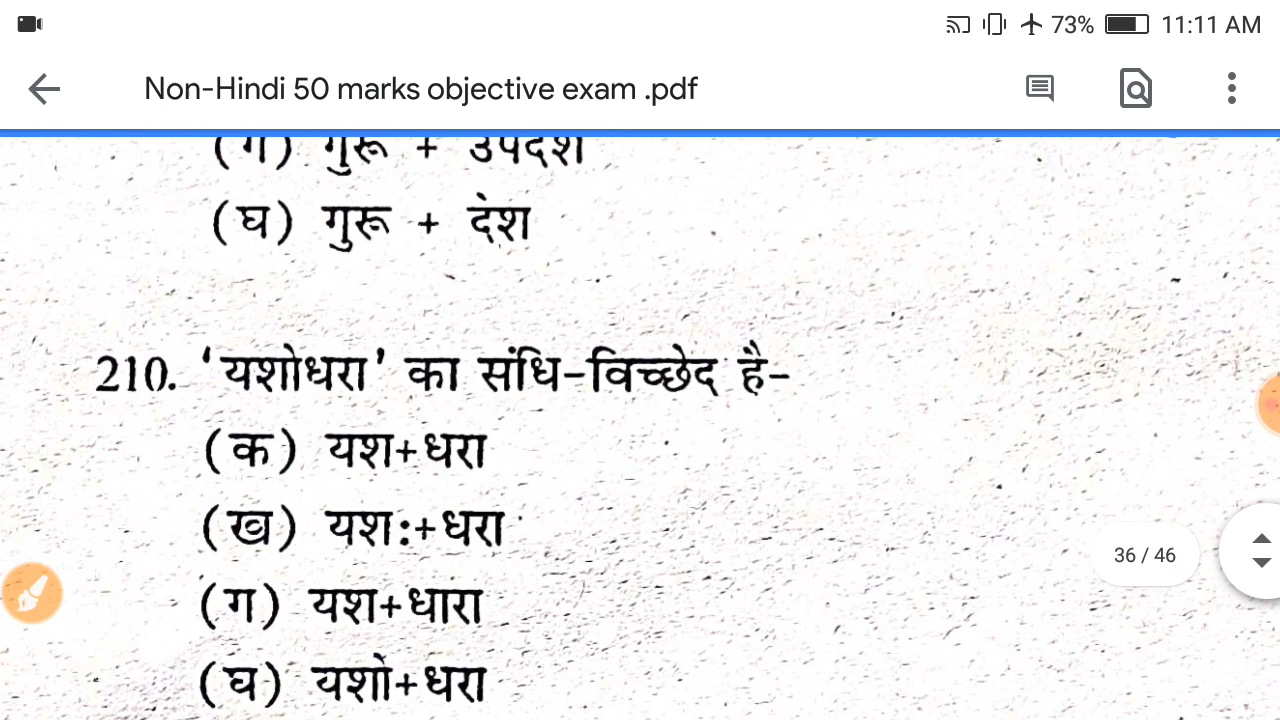 73% 11:11 AM
Non-Hindi 50 marks objective exam .pdf
(ग) गुरू + उपदेश
(घ) गुरू + देश
210. ‘यशोधरा’ का संधि-विच्छेद है-
(क) यश+धरा
(ख) यश:+धरा
(ग) यश+धारा
36 / 46
(घ) यशो+धरा